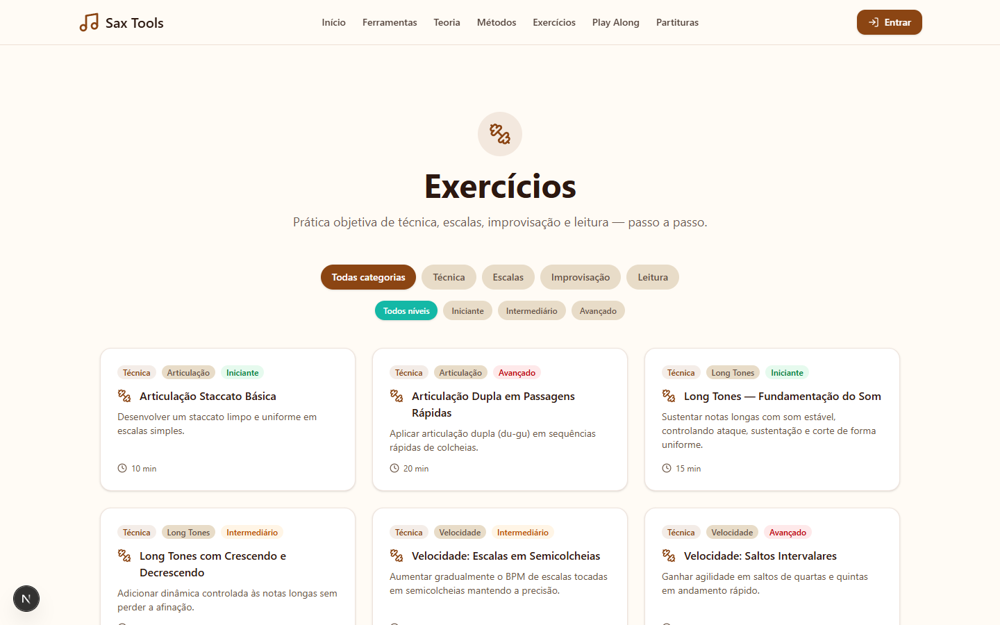 Sax Tools
Início
Ferramentas
Teoria
Métodos
Exercícios
Play Along
Partituras
Entrar
Exercícios
Prática objetiva de técnica, escalas, improvisação e leitura — passo a passo.
Todas categorias
Técnica
Escalas
Improvisação
Leitura
Todos níveis
Iniciante
Intermediário
Avançado
Técnica
Articulação
Iniciante
Articulação Staccato Básica
Desenvolver um staccato limpo e uniforme em
escalas simples.
10 min
Técnica
Articulação
Avançado
Articulação Dupla em Passagens
Rápidas
Aplicar articulação dupla (du-gu) em sequências
rápidas de colcheias.
20 min
Técnica
Long Tones
Iniciante
Long Tones — Fundamentação do Som
Sustentar notas longas com som estável,
controlando ataque, sustentação e corte de forma
uniforme.
15 min
Técnica
Long Tones
Intermediário
Long Tones com Crescendo e
Decrescendo
Adicionar dinâmica controlada às notas longas sem
perder a afinação.
Técnica
Velocidade
Intermediário
Velocidade: Escalas em Semicolcheias
Aumentar gradualmente o BPM de escalas tocadas
em semicolcheias mantendo a precisão.
Técnica
Velocidade
Avançado
Velocidade: Saltos Intervalares
Ganhar agilidade em saltos de quartas e quintas
em andamento rápido.
N